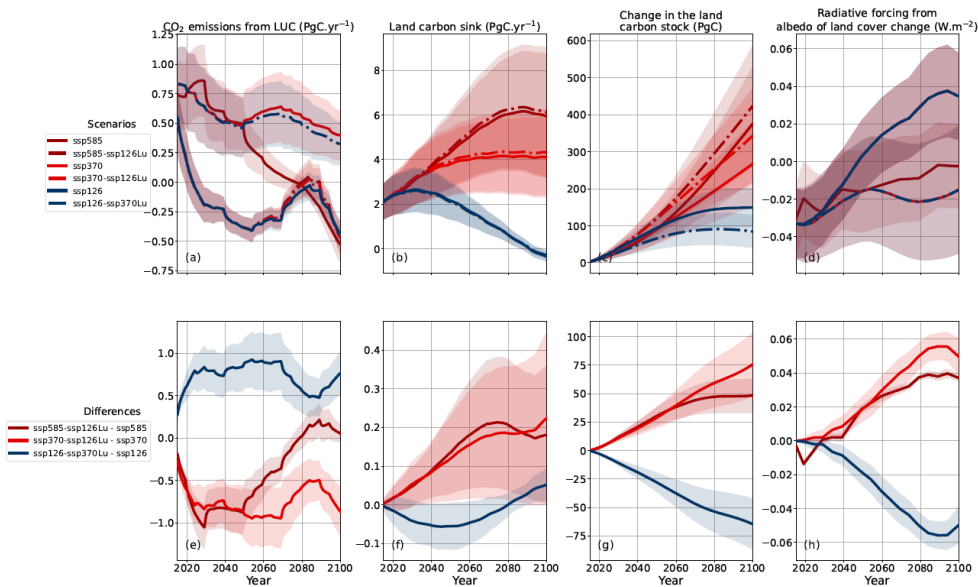 CO₂ emissions from LUC (PgC.yr⁻¹)
Land carbon sink (PgC.yr⁻¹)
Change in the land
carbon stock (PgC)
Radiative forcing from
albedo of land cover change (W.m⁻²)
1.25
1.00
0.75
0.50
0.25
0.00
−0.25
−0.50
−0.75
8
6
4
2
0
600
500
400
300
200
100
0
0.06
0.04
0.02
0.00
−0.02
−0.04
Scenarios
ssp585
ssp585-ssp126Lu
ssp370
ssp370-ssp126Lu
ssp126
ssp126-ssp370Lu
(a)
(b)
(c)
(d)
1.0
0.5
0.0
−0.5
−1.0
0.4
0.3
0.2
0.1
0.0
−0.1
100
75
50
25
0
−25
−50
−75
0.06
0.04
0.02
0.00
−0.02
−0.04
−0.06
Differences
ssp585-ssp126Lu - ssp585
ssp370-ssp126Lu - ssp370
ssp126-ssp370Lu - ssp126
(e)
(f)
(g)
(h)
2020 2040 2060 2080 2100
2020 2040 2060 2080 2100
2020 2040 2060 2080 2100
2020 2040 2060 2080 2100
Year
Year
Year
Year